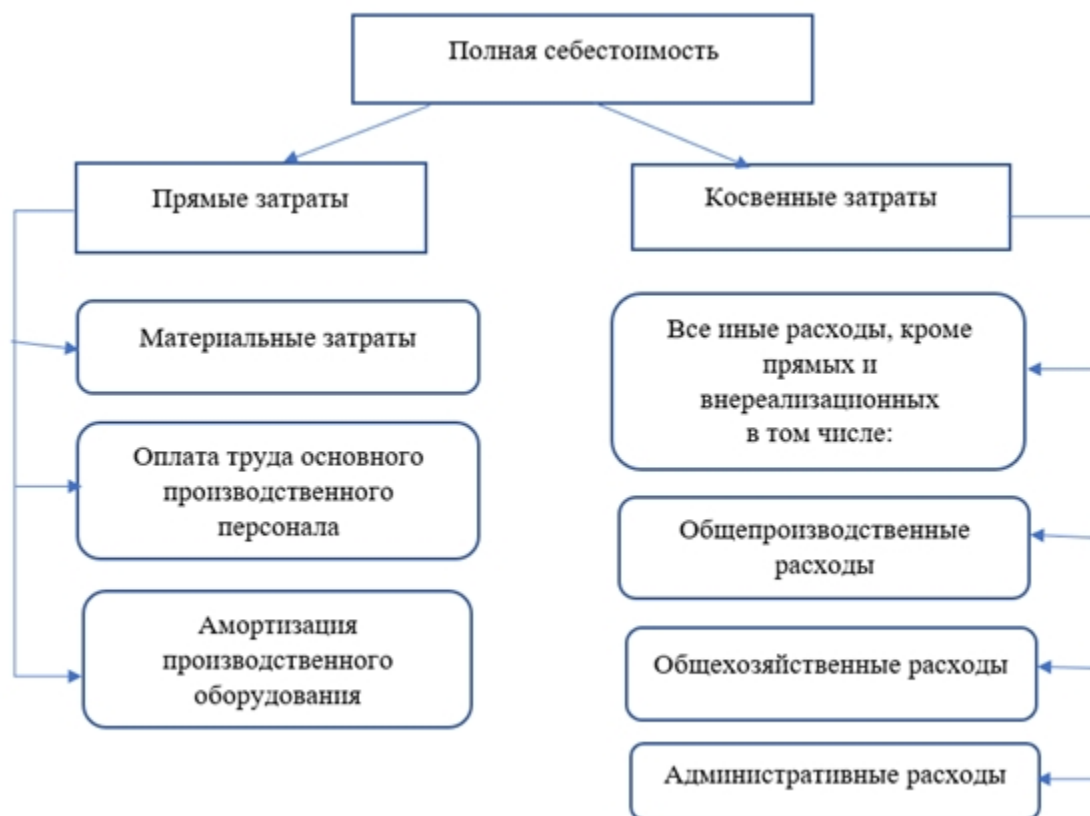 Полная себестоимость
Прямые затраты
Косвенные затраты
Материальные затраты
Оплата труда основного
производственного
персонала
Амортизация
производственного
оборудования
Все иные расходы, кроме
прямых и
внереализационных
в том числе:
Общепроизводственные
расходы
Общехозяйственные расходы
Административные расходы